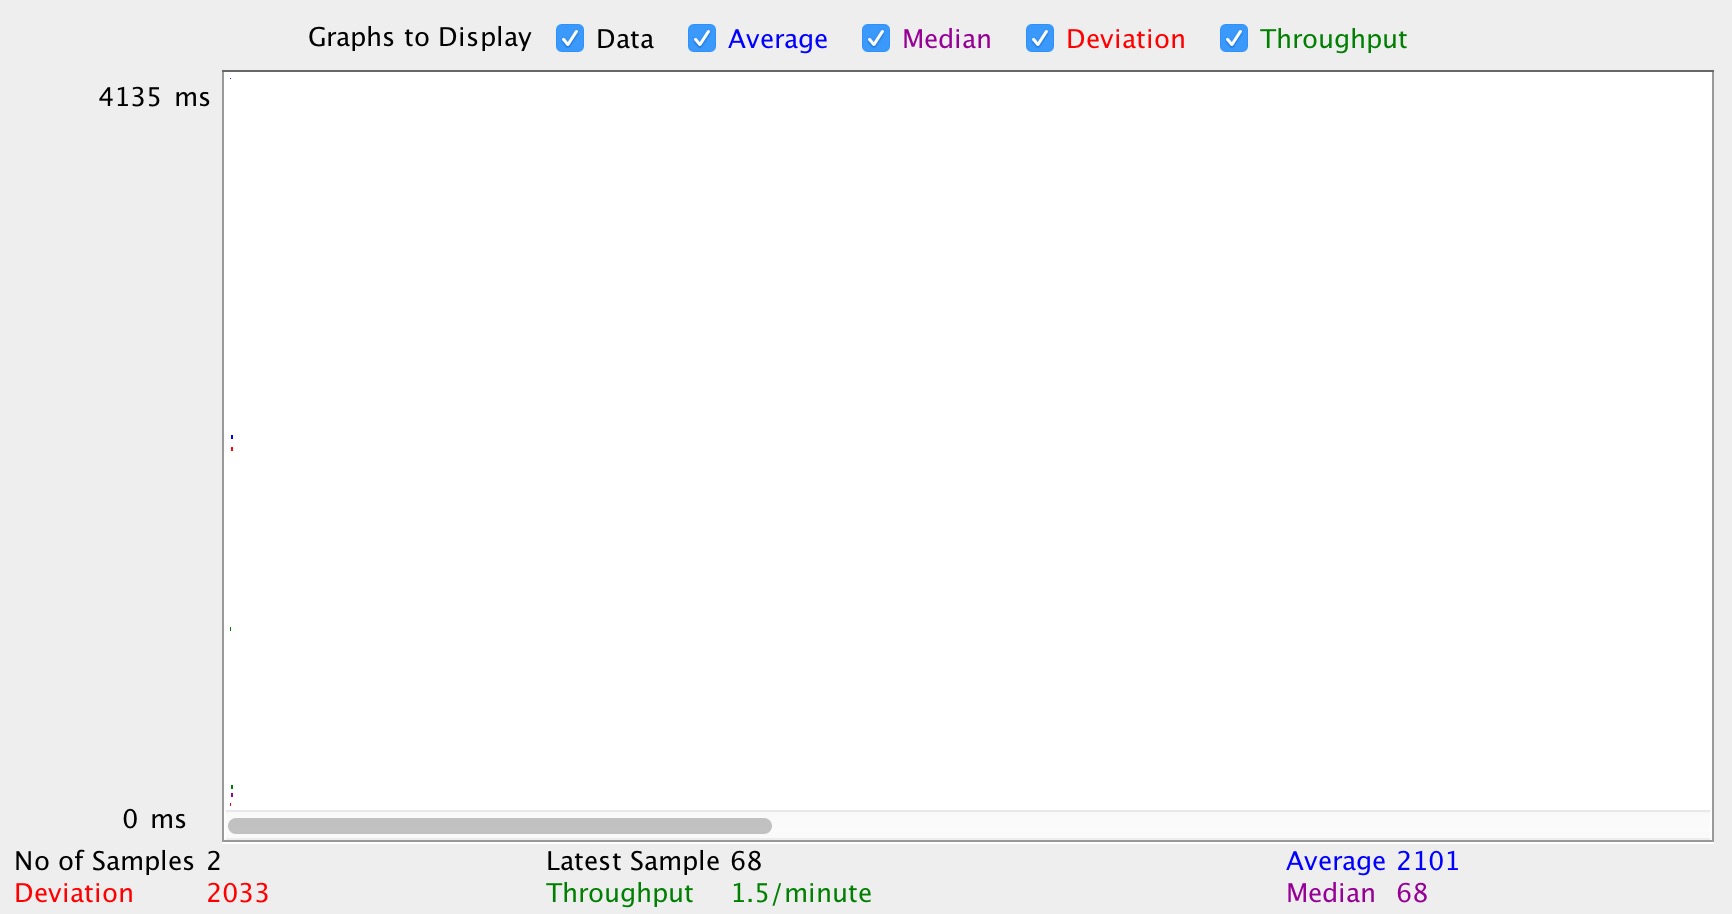 Graphs to Display Data Average Median Deviation Throughput
4135 ms
0 ms
No of Samples 2 Latest Sample 68 Average 2101
Deviation 2033 Throughput 1.5/minute Median 68